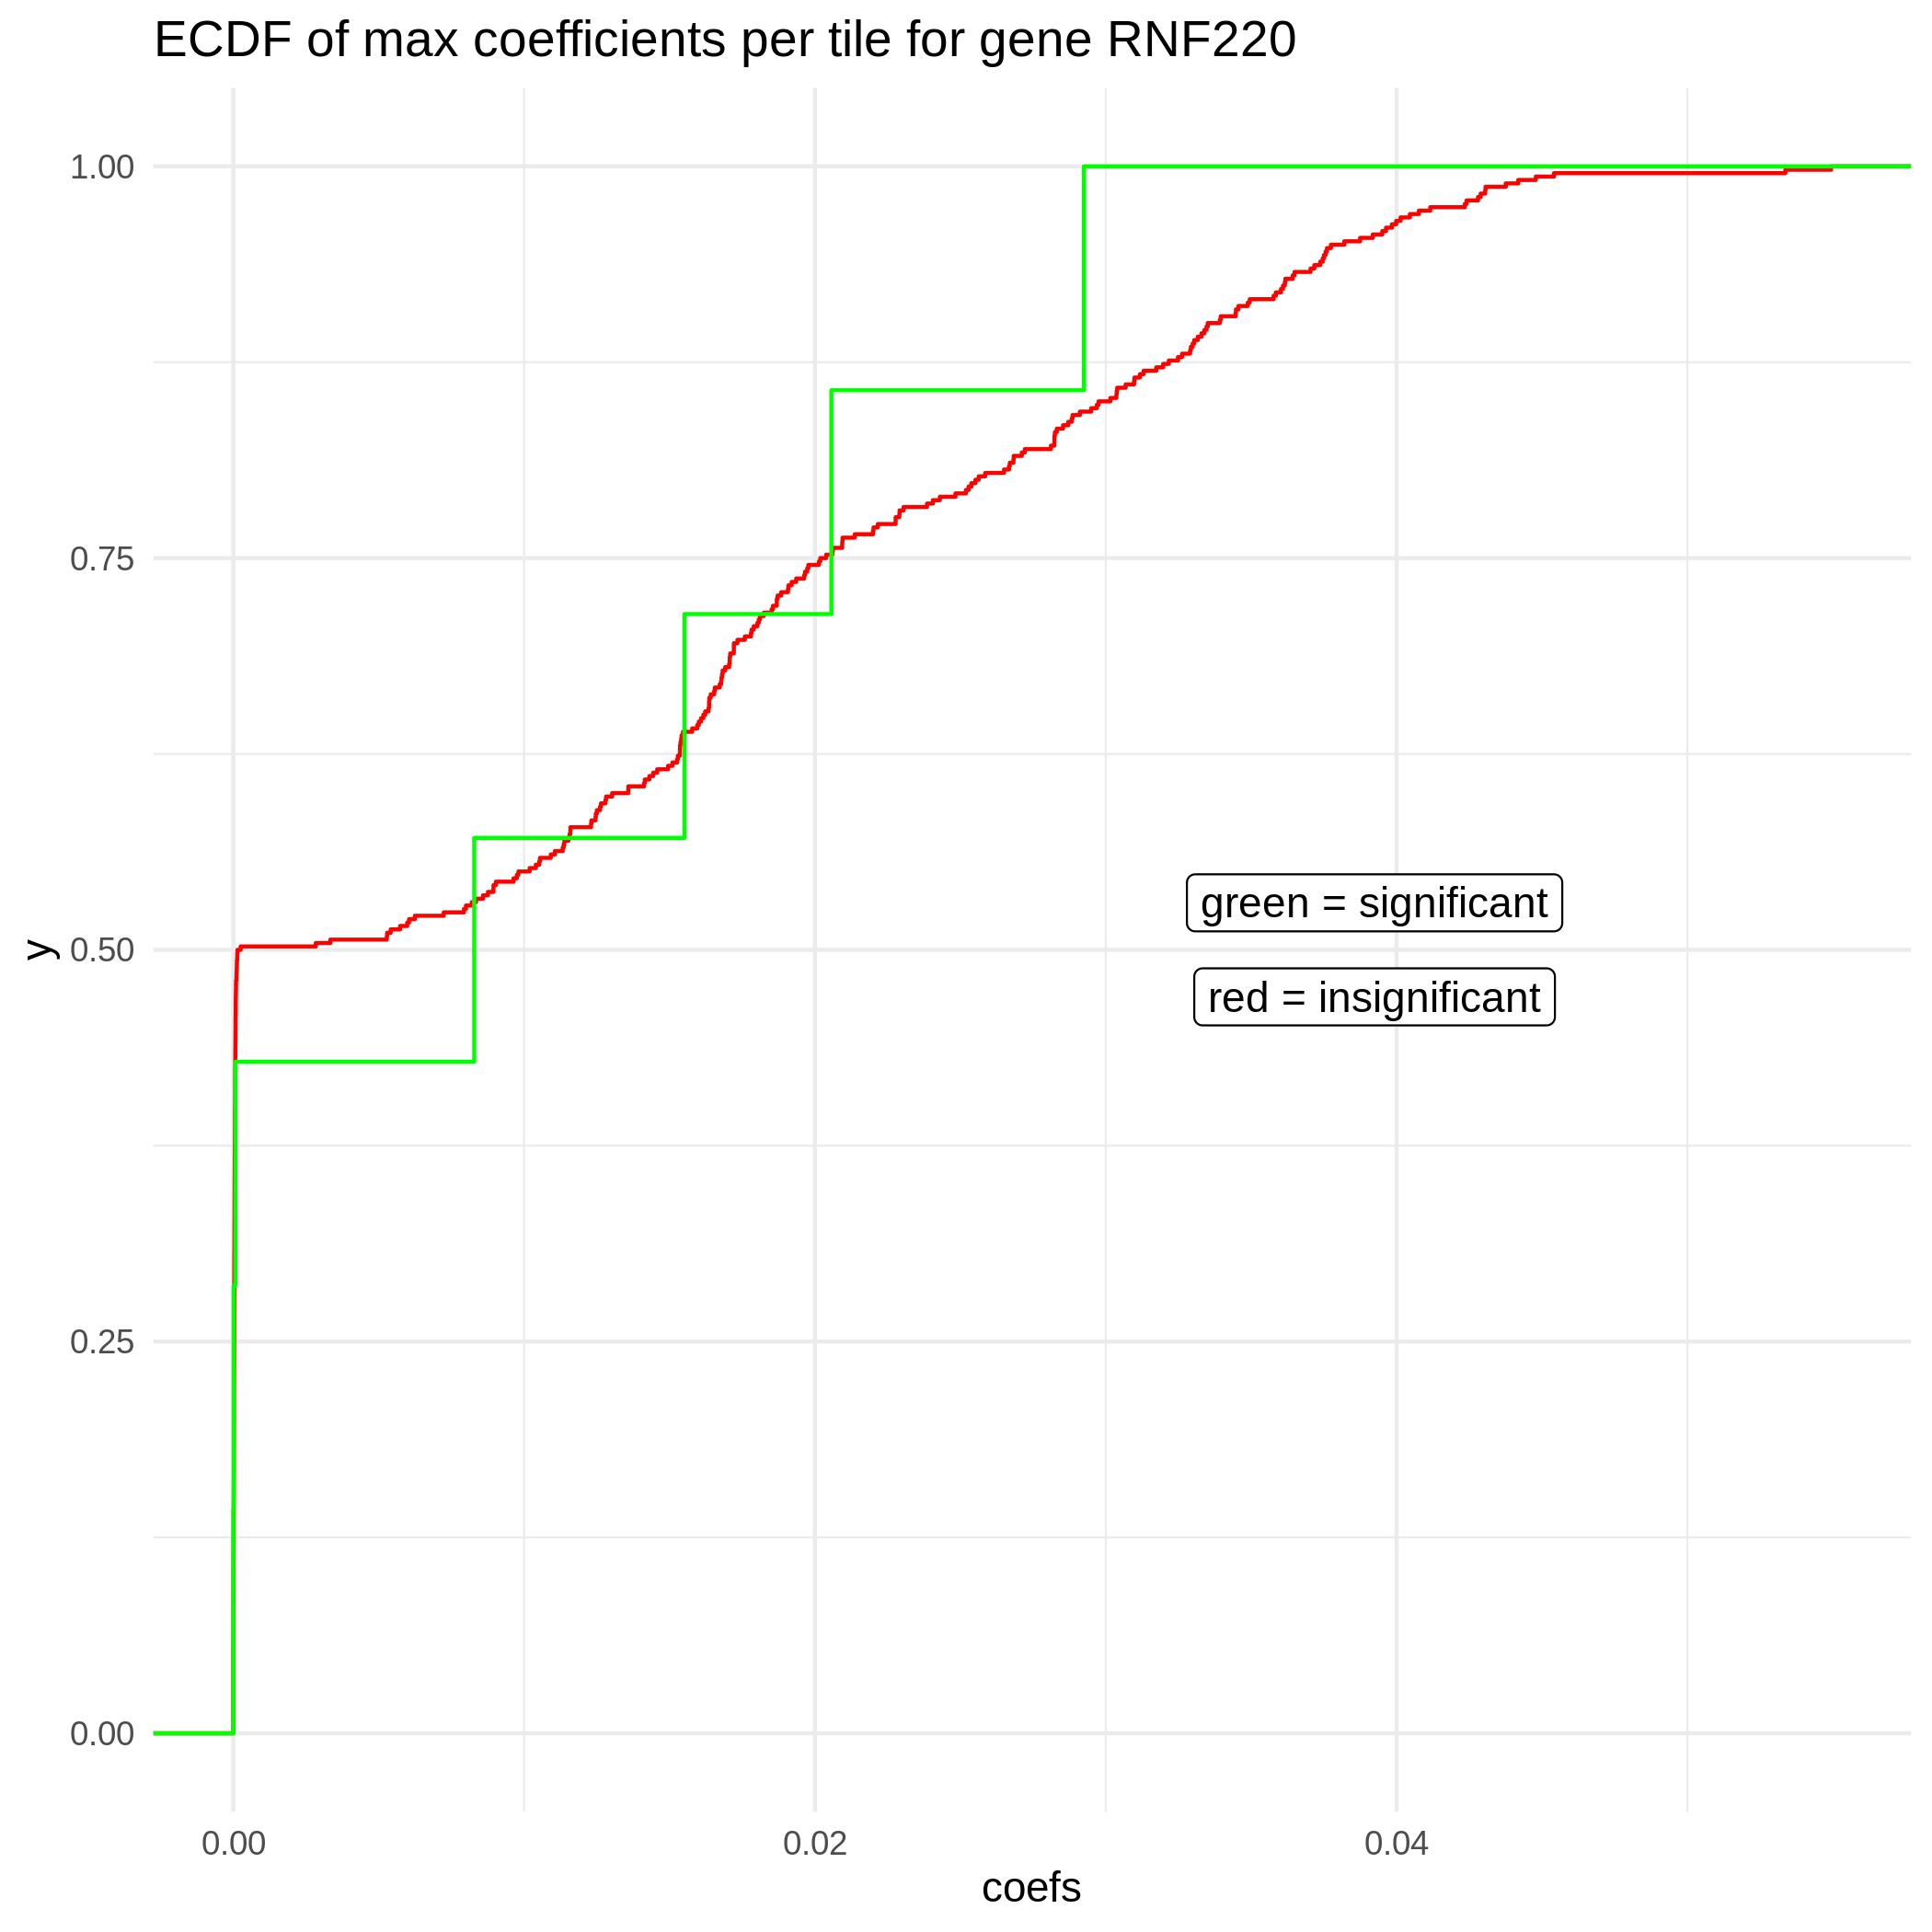 ECDF of max coefficients per tile for gene RNF220
1.00
0.75
0.50
0.25
0.00
y
green = significant
red = insignificant
0.00 0.02 0.04
coefs